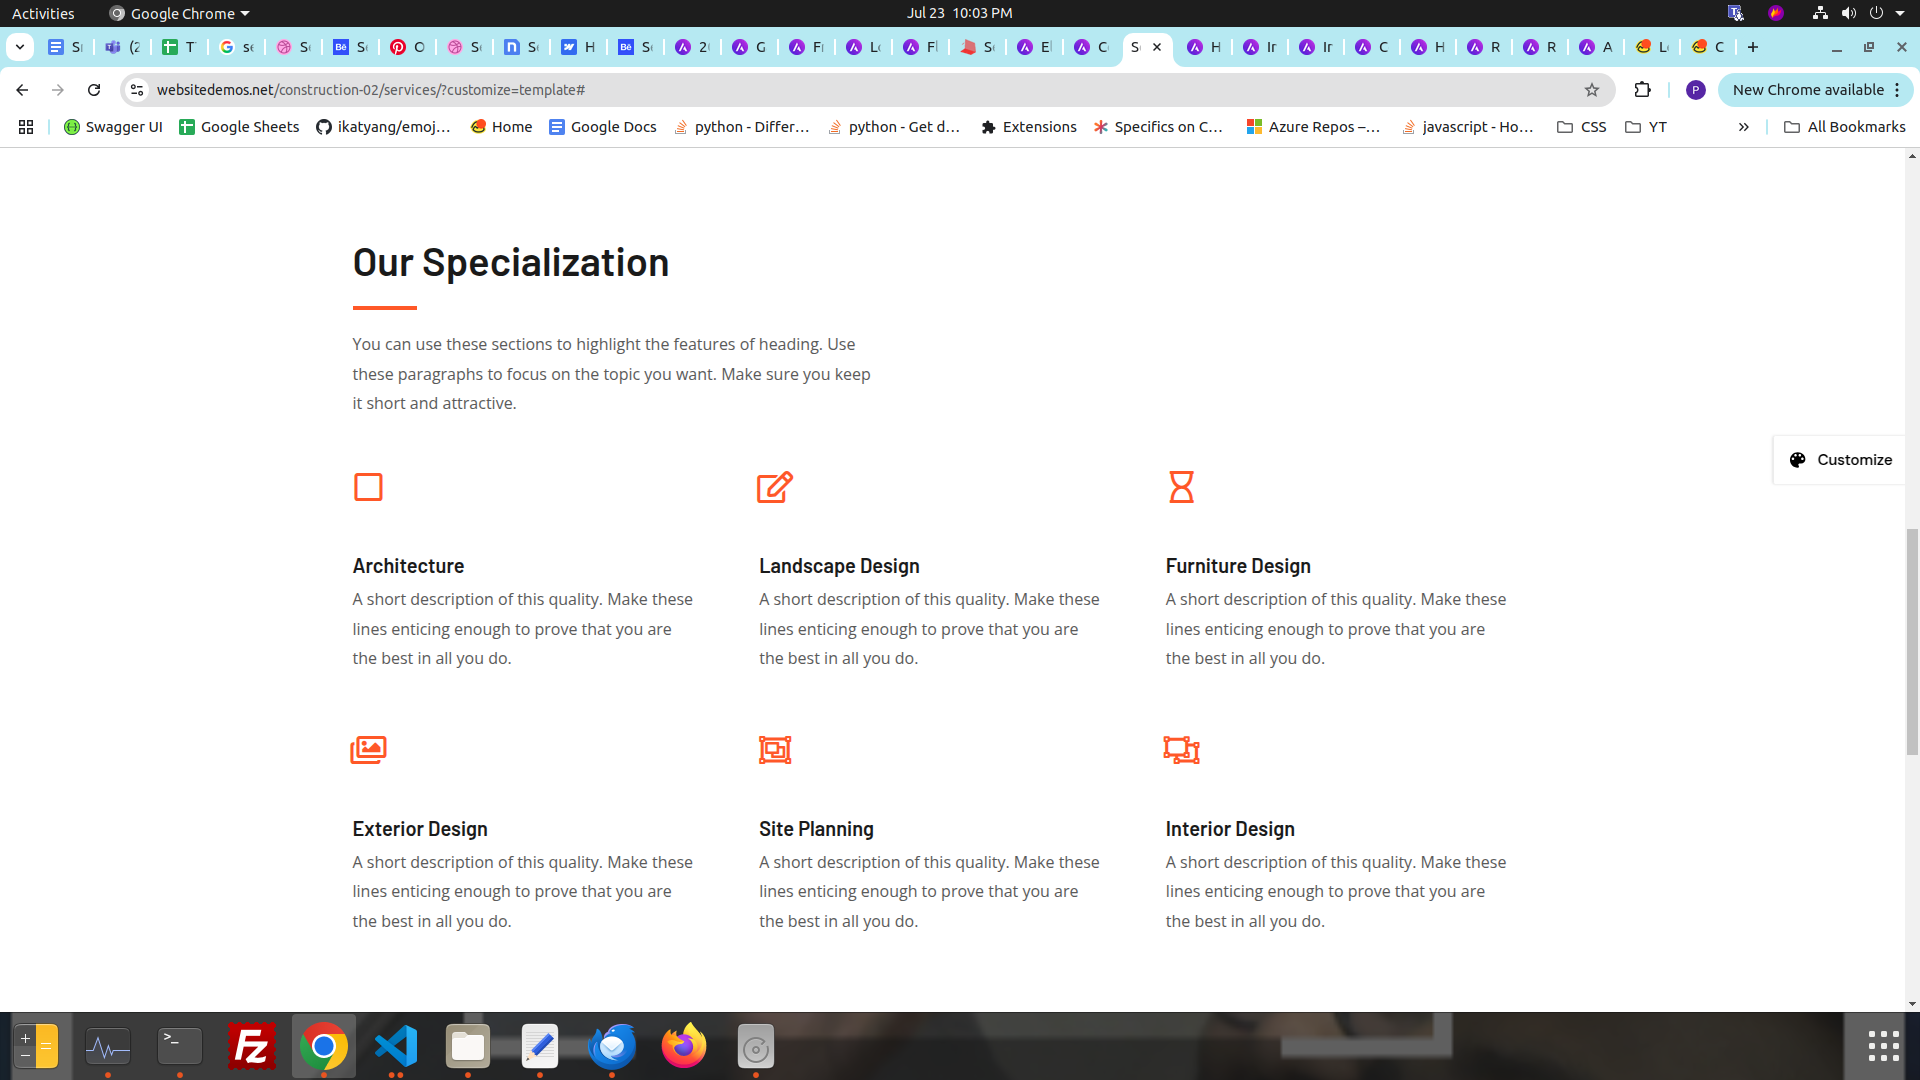 Activities
Google Chrome
Jul 23 10:03 PM
websitedemos.net/construction-02/services/?customize=template#
New Chrome available
Swagger UI
Google Sheets
ikatyang/emoj...
Home
Google Docs
python - Differ...
python - Get d...
Extensions
Specifics on C...
Azure Repos –...
javascript - Ho...
CSS
YT
All Bookmarks
Our Specialization
You can use these sections to highlight the features of heading. Use
these paragraphs to focus on the topic you want. Make sure you keep
it short and attractive.
Customize
Architecture
A short description of this quality. Make these
lines enticing enough to prove that you are
the best in all you do.
Landscape Design
A short description of this quality. Make these
lines enticing enough to prove that you are
the best in all you do.
Furniture Design
A short description of this quality. Make these
lines enticing enough to prove that you are
the best in all you do.
Exterior Design
A short description of this quality. Make these
lines enticing enough to prove that you are
the best in all you do.
Site Planning
A short description of this quality. Make these
lines enticing enough to prove that you are
the best in all you do.
Interior Design
A short description of this quality. Make these
lines enticing enough to prove that you are
the best in all you do.